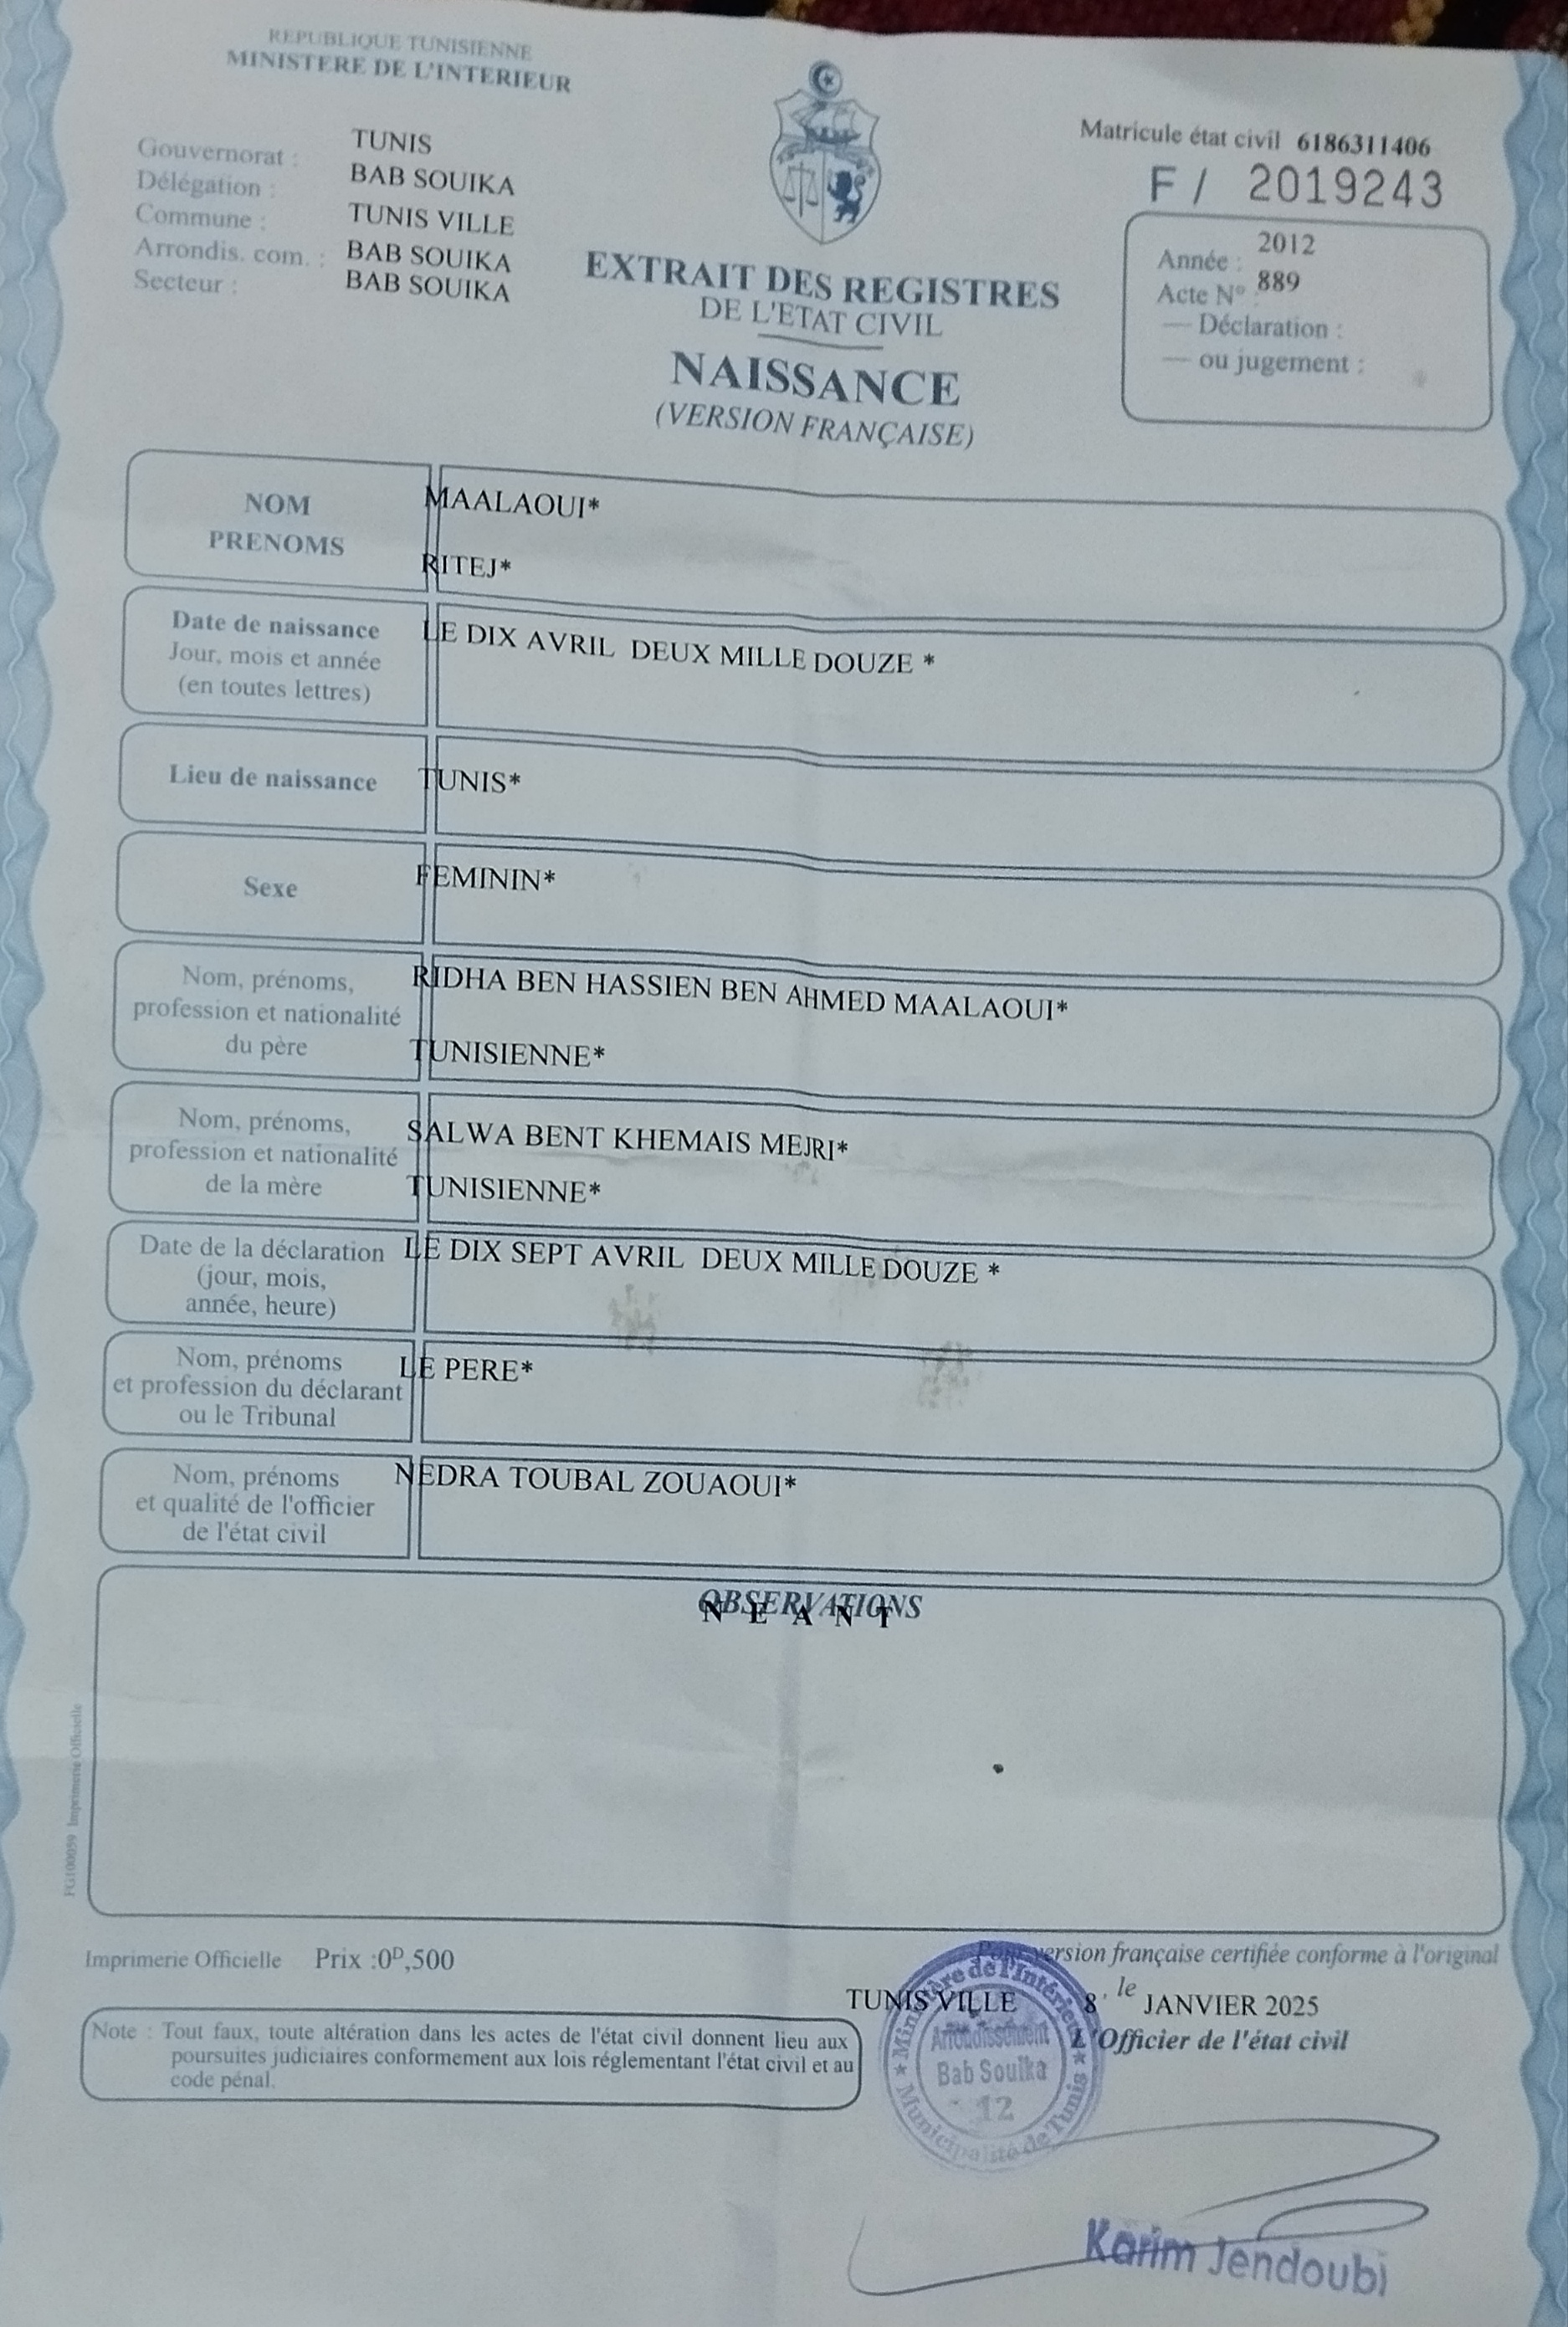 REPUBLIQUE TUNISIENNE
MINISTERE DE L'INTERIEUR
Gouvernorat : TUNIS
Délégation : BAB SOUIKA
Commune : TUNIS VILLE
Arrondis. com. : BAB SOUIKA
Secteur : BAB SOUIKA
Matricule état civil 6186311406
F / 2019243
Année : 2012
Acte N° : 889
— Déclaration :
— ou jugement :
EXTRAIT DES REGISTRES
DE L'ETAT CIVIL
NAISSANCE
(VERSION FRANÇAISE)
NOM MAALAOUI*
PRENOMS RITEJ*
Date de naissance LE DIX AVRIL DEUX MILLE DOUZE *
Jour, mois et année
(en toutes lettres)
Lieu de naissance TUNIS*
Sexe FEMININ*
Nom, prénoms, RIDHA BEN HASSIEN BEN AHMED MAALAOUI*
profession et nationalité
du père TUNISIENNE*
Nom, prénoms, SALWA BENT KHEMAIS MEJRI*
profession et nationalité
de la mère TUNISIENNE*
Date de la déclaration LE DIX SEPT AVRIL DEUX MILLE DOUZE *
(jour, mois,
année, heure)
Nom, prénoms LE PERE*
et profession du déclarant
ou le Tribunal
Nom, prénoms NEDRA TOUBAL ZOUAOUI*
et qualité de l'officier
de l'état civil
OBSERVATIONS
N E A N T
FG100059 Imprimerie Officielle
Imprimerie Officielle Prix :0ᴰ,500
Pour version française certifiée conforme à l'original
TUNIS VILLE 8 , le JANVIER 2025
L'Officier de l'état civil
Note : Tout faux, toute altération dans les actes de l'état civil donnent lieu aux
poursuites judiciaires conformement aux lois réglementant l'état civil et au
code pénal.
Ministère de l'Intérieur
Arrondissement
Bab Souika
12
Municipalité de Tunis
Karim Jendoubi